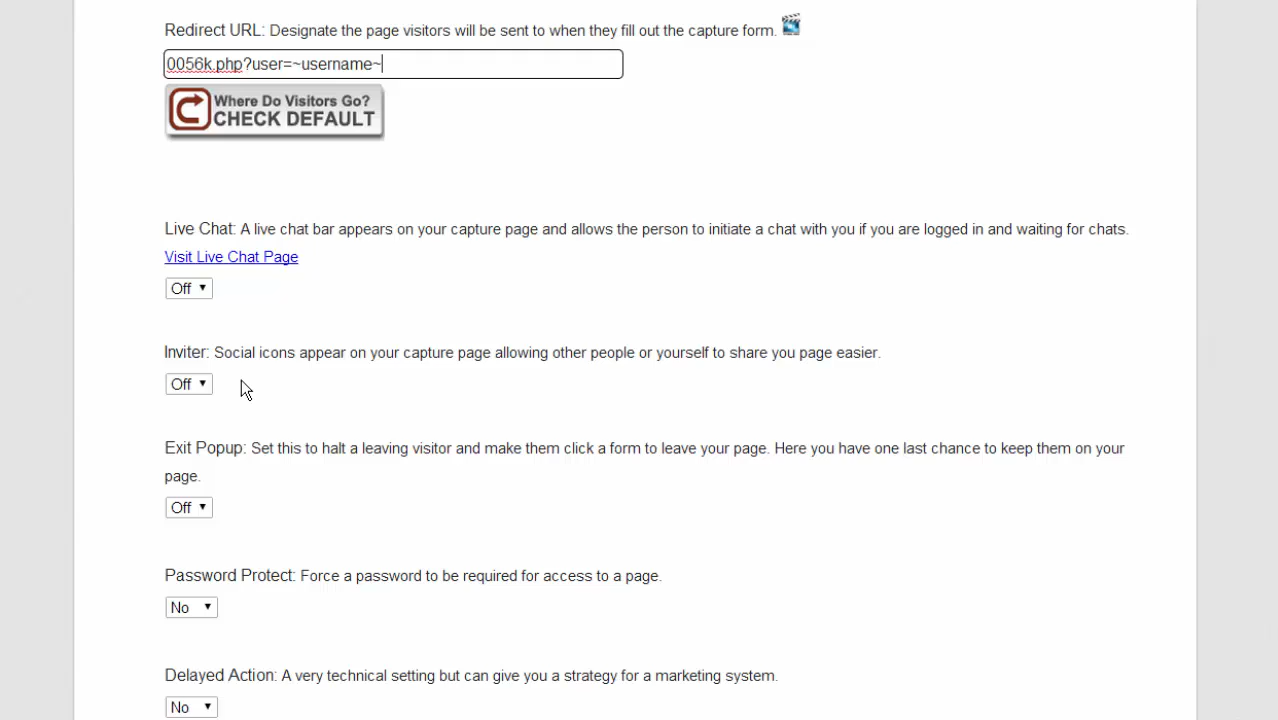 Redirect URL: Designate the page visitors will be sent to when they fill out the capture form.
0056k.php?user=~username~
Where Do Visitors Go?
CHECK DEFAULT
Live Chat: A live chat bar appears on your capture page and allows the person to initiate a chat with you if you are logged in and waiting for chats.
Visit Live Chat Page
Off
Inviter: Social icons appear on your capture page allowing other people or yourself to share you page easier.
Off
Exit Popup: Set this to halt a leaving visitor and make them click a form to leave your page. Here you have one last chance to keep them on your
page.
Off
Password Protect: Force a password to be required for access to a page.
No
Delayed Action: A very technical setting but can give you a strategy for a marketing system.
No